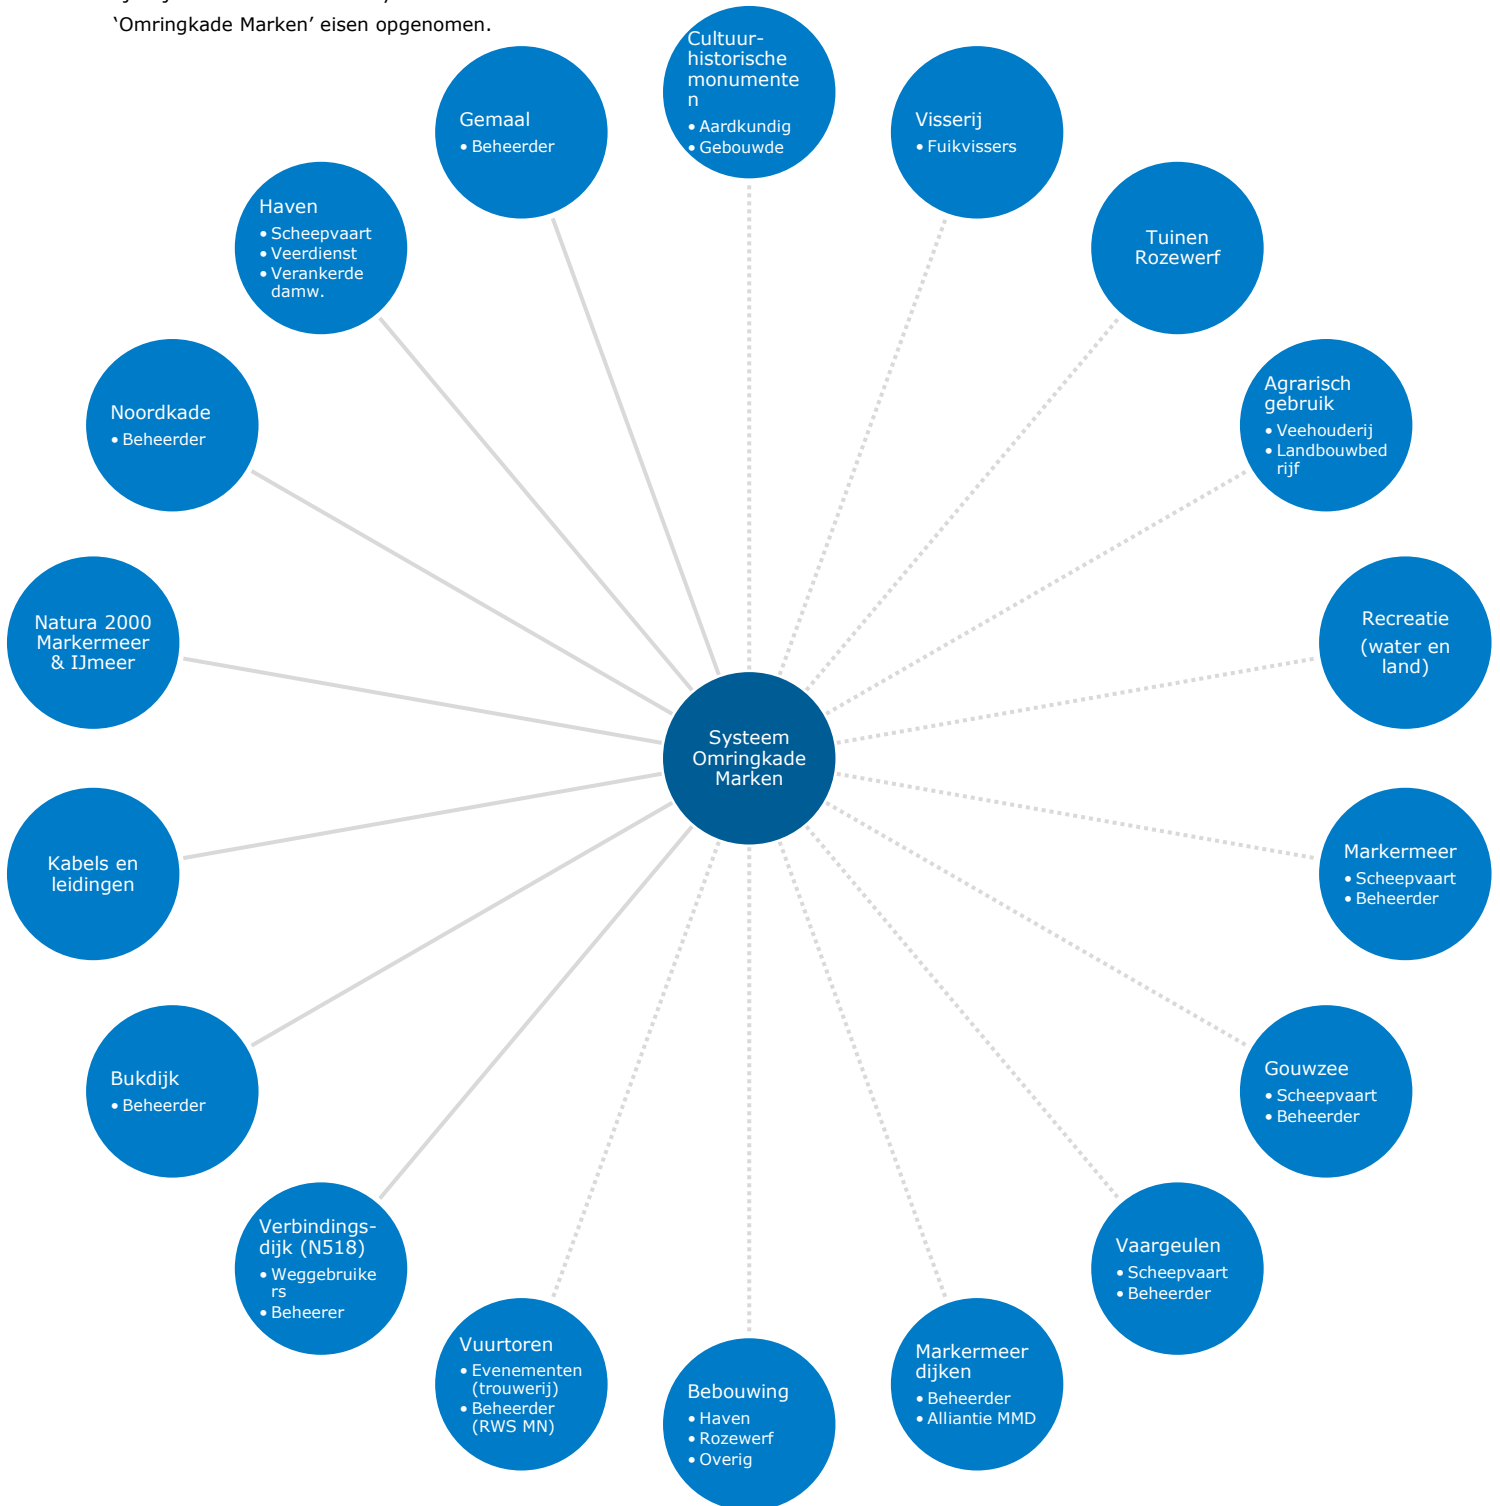 ‘Omringkade Marken’ eisen opgenomen.
Cultuur-
historische
monumente
n
• Aardkundig
• Gebouwde
Gemaal
• Beheerder
Visserij
• Fuikvissers
Haven
• Scheepvaart
• Veerdienst
• Verankerde
damw.
Tuinen
Rozewerf
Noordkade
• Beheerder
Agrarisch
gebruik
• Veehouderij
• Landbouwbed
rijf
Natura 2000
Markermeer
& IJmeer
Recreatie
(water en
land)
Systeem
Omringkade
Marken
Kabels en
leidingen
Markermeer
• Scheepvaart
• Beheerder
Bukdijk
• Beheerder
Gouwzee
• Scheepvaart
• Beheerder
Verbindings-
dijk (N518)
• Weggebruike
rs
• Beheerer
Vaargeulen
• Scheepvaart
• Beheerder
Vuurtoren
• Evenementen
(trouwerij)
• Beheerder
(RWS MN)
Bebouwing
• Haven
• Rozewerf
• Overig
Markermeer
dijken
• Beheerder
• Alliantie MMD